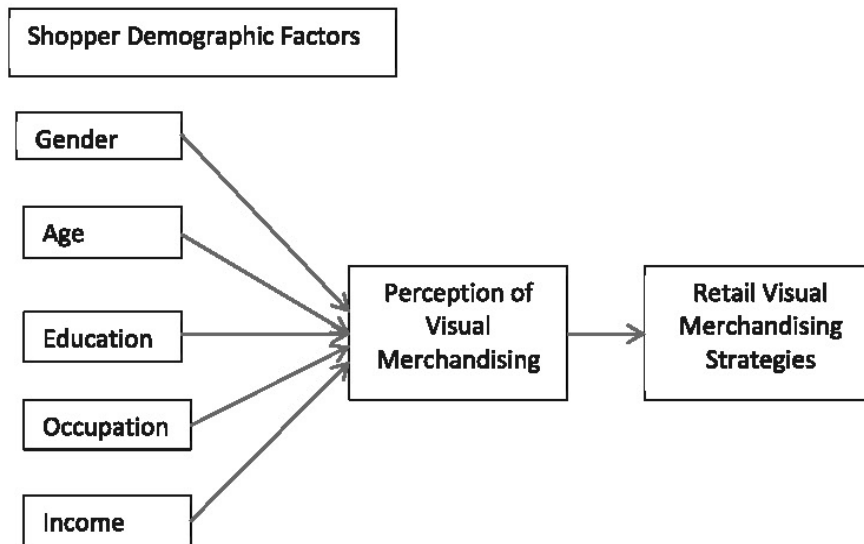 Shopper Demographic Factors
Gender
Age
Education
Occupation
Income
Perception of
Visual
Merchandising
Retail Visual
Merchandising
Strategies